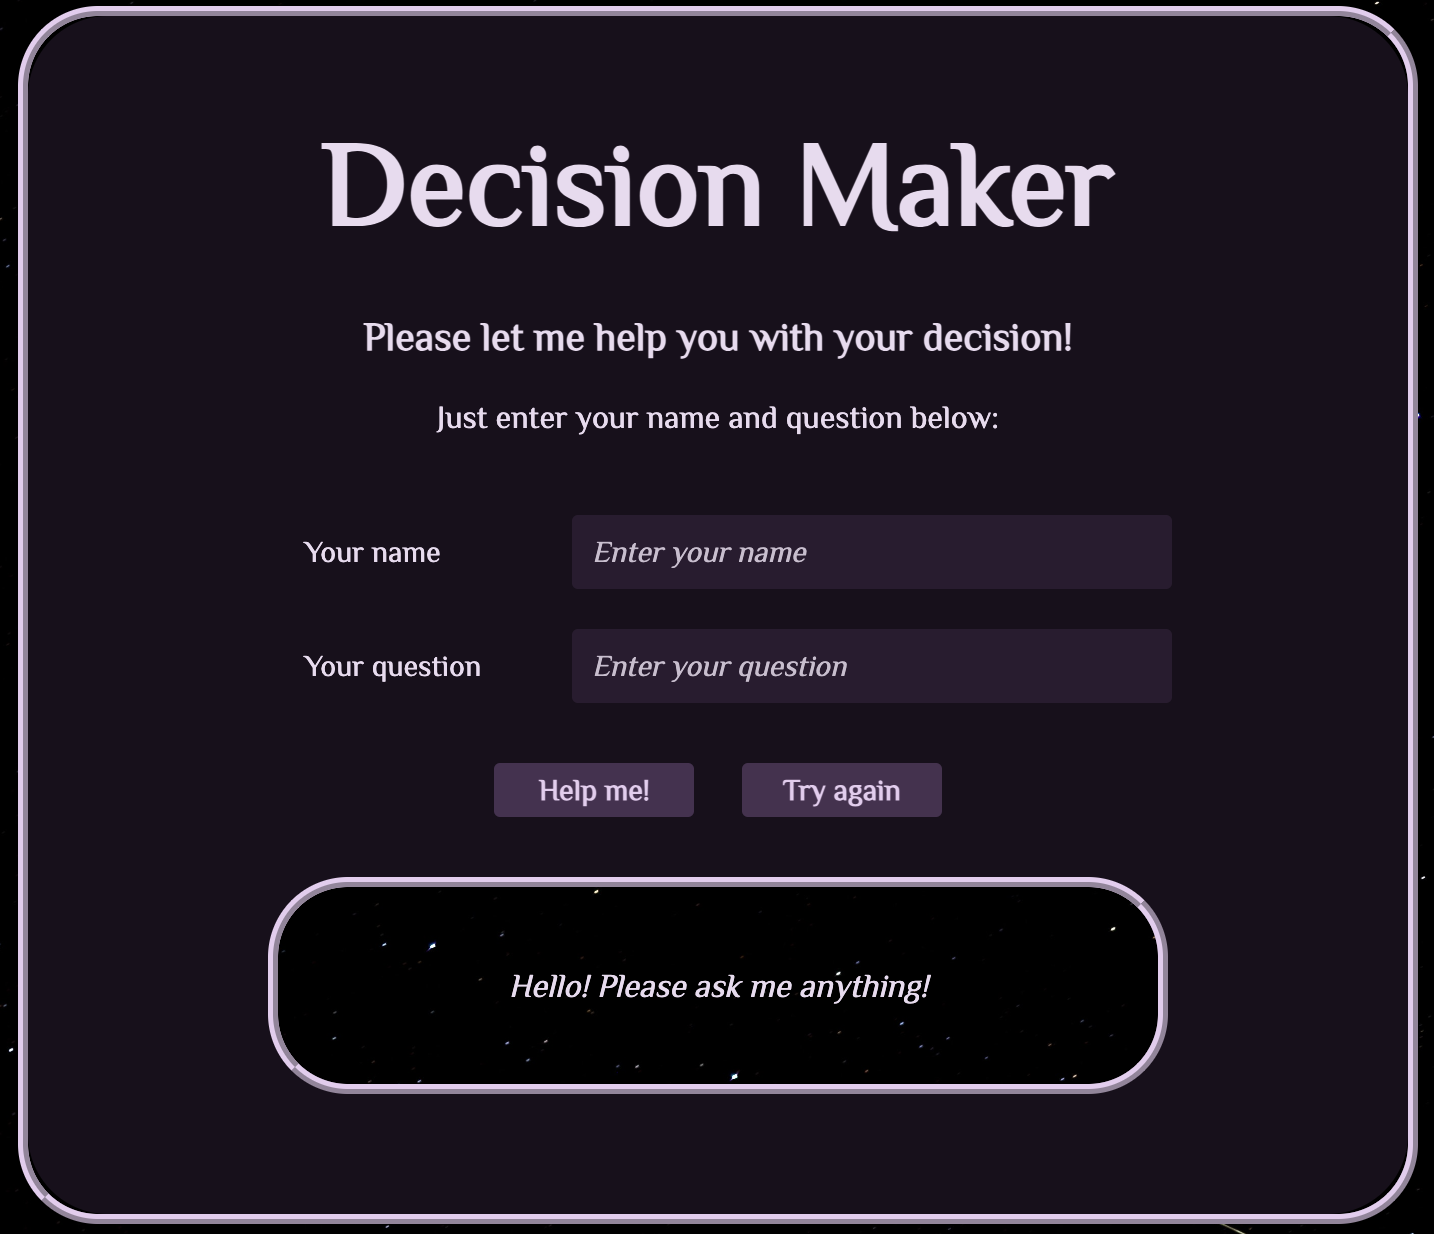 Decision Maker
Please let me help you with your decision!
Just enter your name and question below:
Your name
Enter your name
Your question
Enter your question
Help me!
Try again
Hello! Please ask me anything!